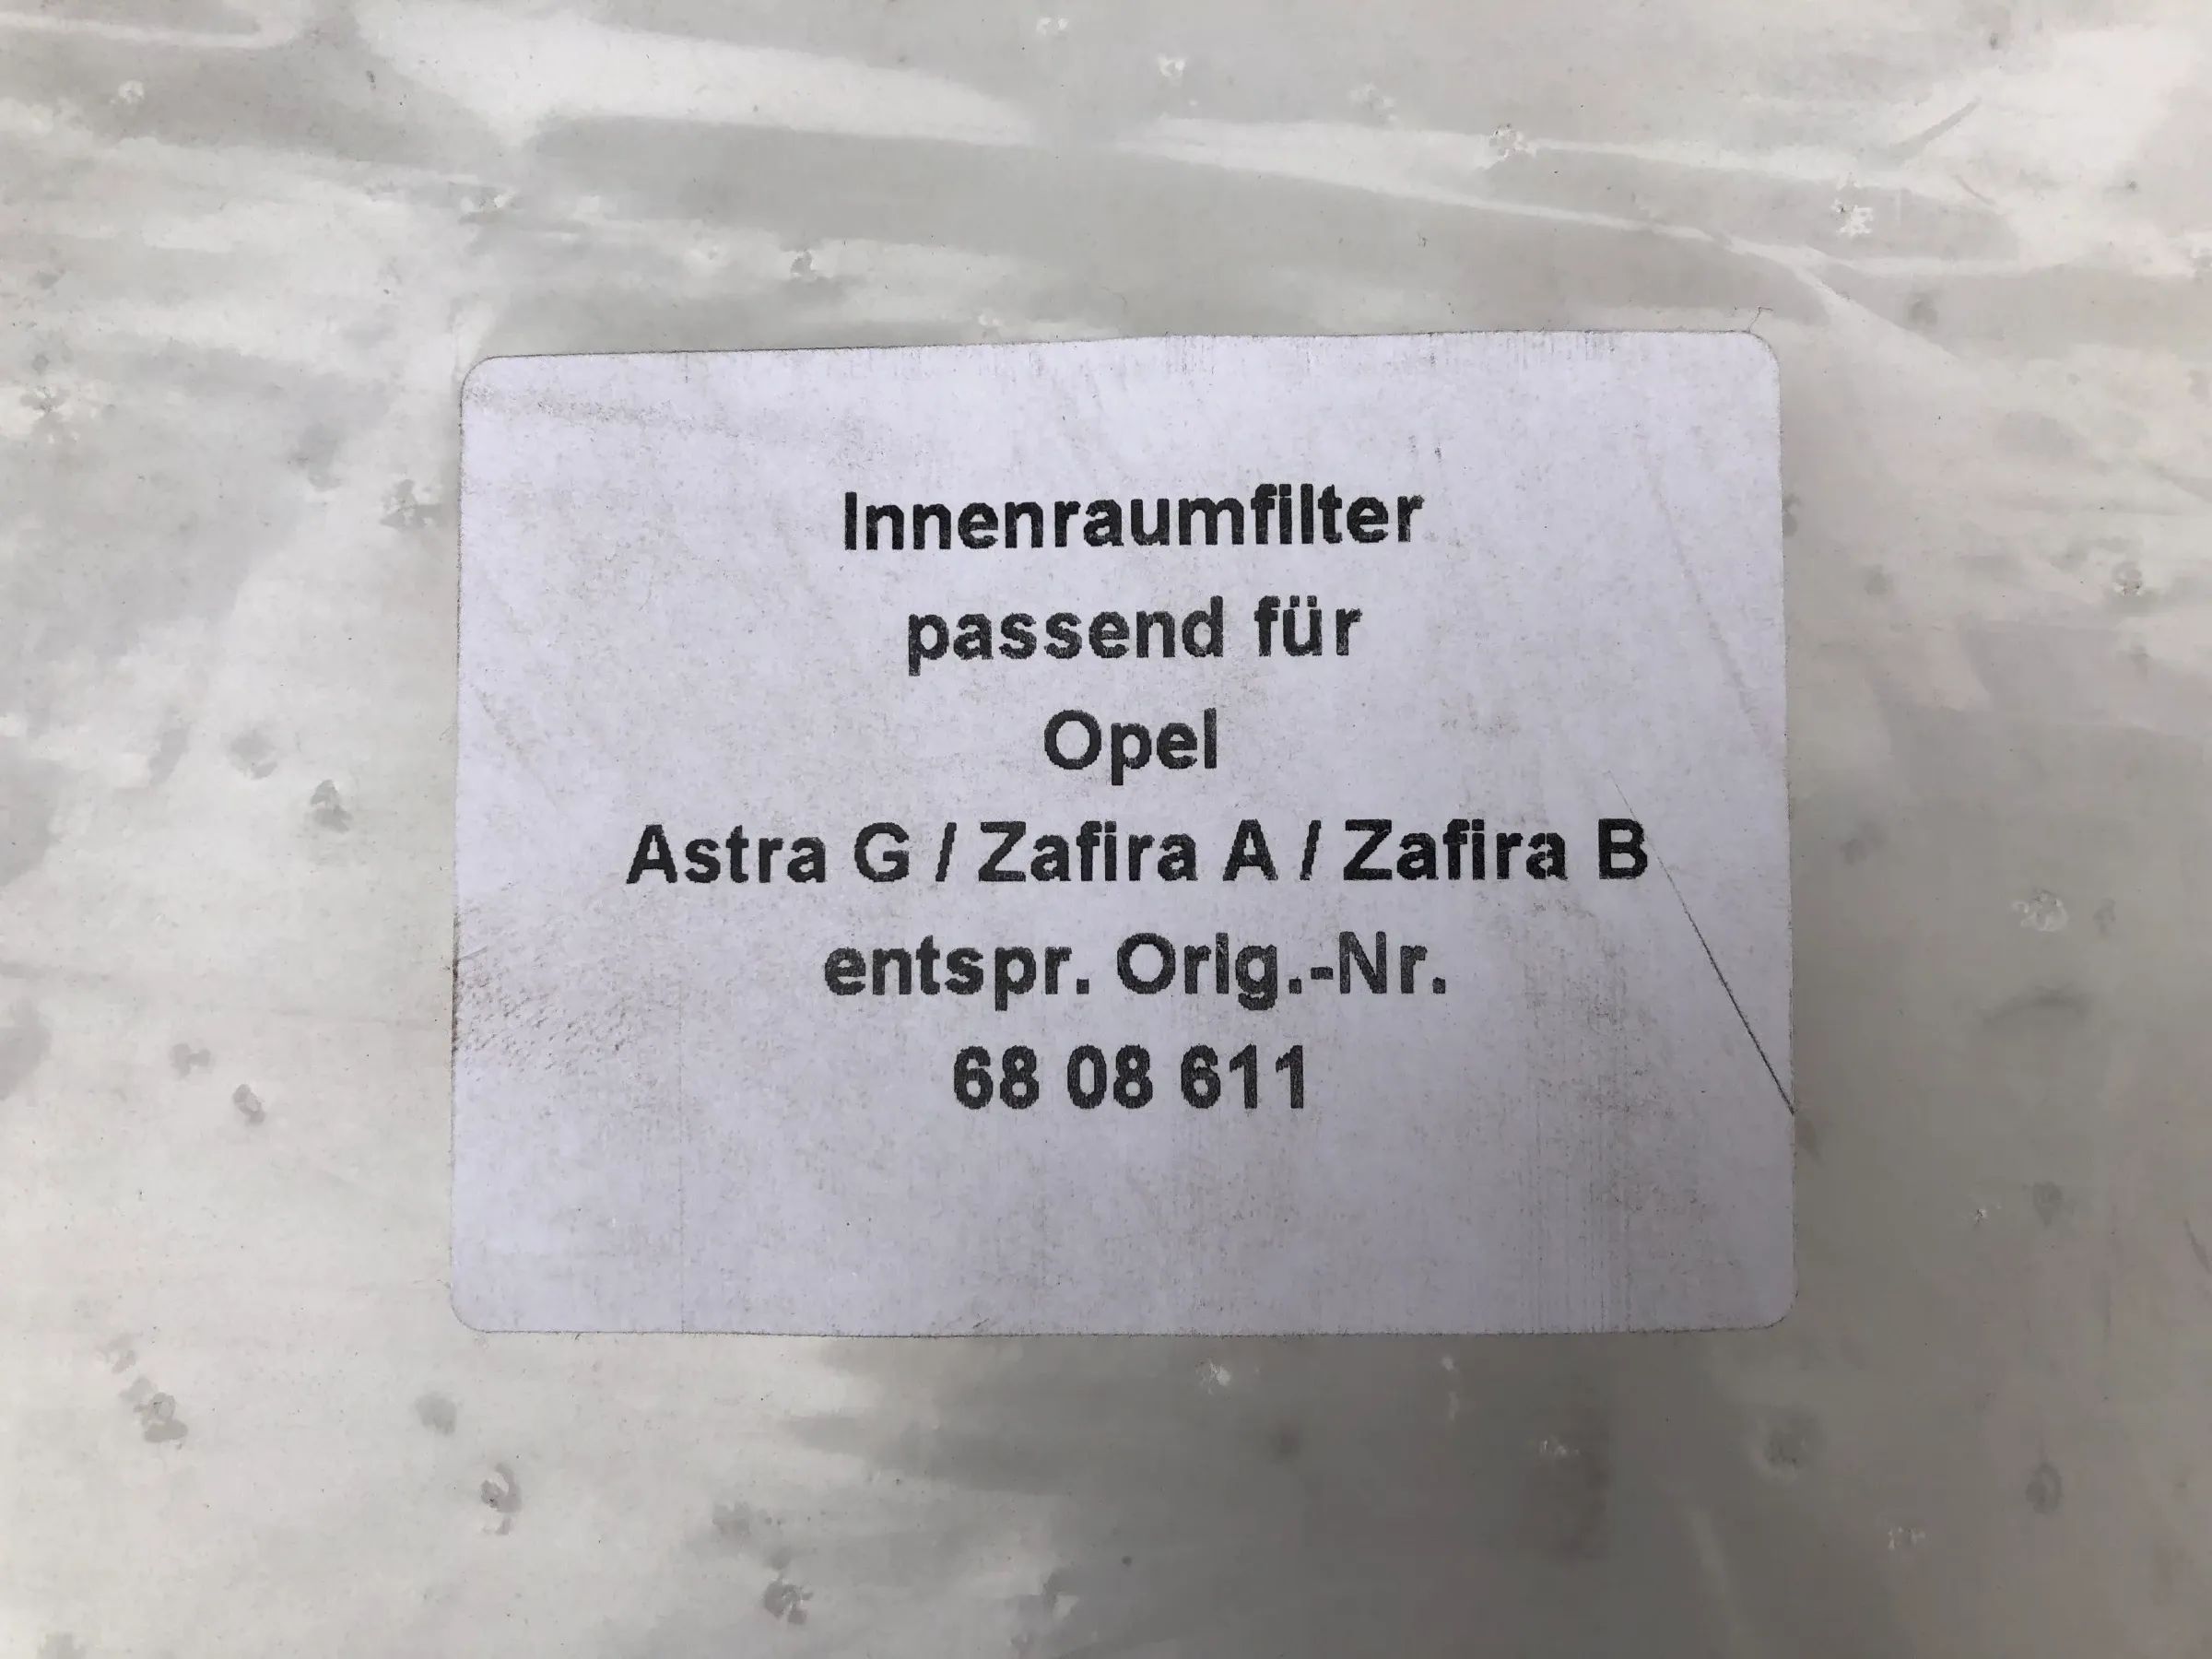 Innenraumfilter
passend für
Opel
Astra G / Zafira A / Zafira B
entspr. Orig.-Nr.
68 08 611